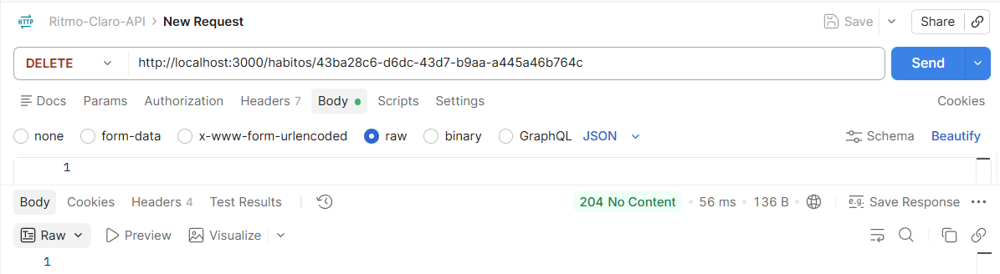 HTTP Ritmo-Claro-API > New Request Save Share
DELETE http://localhost:3000/habitos/43ba28c6-d6dc-43d7-b9aa-a445a46b764c Send
Docs Params Authorization Headers 7 Body Scripts Settings Cookies
none form-data x-www-form-urlencoded raw binary GraphQL JSON Schema Beautify
1
Body Cookies Headers 4 Test Results 204 No Content • 56 ms • 136 B • e.g. Save Response
Raw Preview Visualize
1